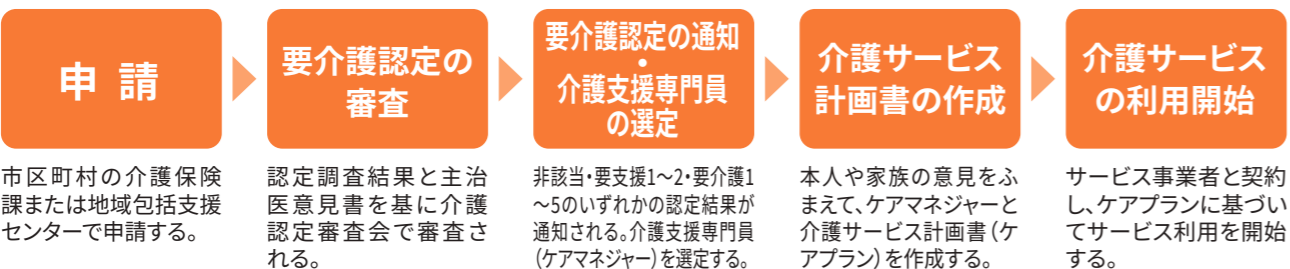 申 請
市区町村の介護保険
課または地域包括支援
センターで申請する。
要介護認定の
審査
認定調査結果と主治
医意見書を基に介護
認定審査会で審査さ
れる。
要介護認定の通知
・
介護支援専門員
の選定
非該当・要支援1〜2・要介護1
〜5のいずれかの認定結果が
通知される。介護支援専門員
（ケアマネジャー）を選定する。
介護サービス
計画書の作成
本人や家族の意見をふ
まえて、ケアマネジャーと
介護サービス計画書（ケ
アプラン）を作成する。
介護サービス
の利用開始
サービス事業者と契約
し、ケアプランに基づい
てサービス利用を開始
する。